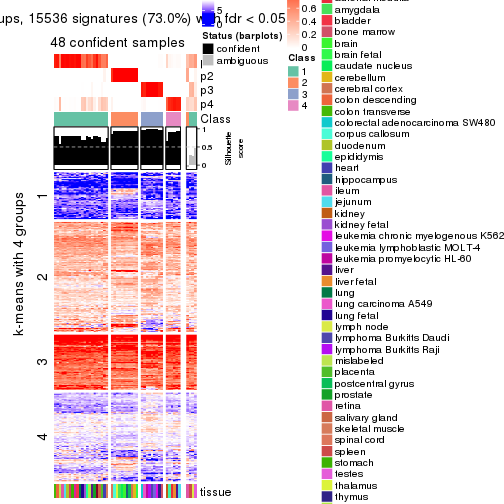 ups, 15536 signatures (73.0%) with fdr < 0.05
48 confident samples
p2
p3
p4
Class
1
0.5
0
Silhouette
score
k-means with 4 groups
1
2
3
4
tissue
5
0
Status (barplots)
confident
ambiguous
0.6
0.4
0.2
0
Class
1
2
3
4
amygdala
bladder
bone marrow
brain
brain fetal
caudate nucleus
cerebellum
cerebral cortex
colon descending
colon transverse
colorectal adenocarcinoma SW480
corpus callosum
duodenum
epididymis
heart
hippocampus
ileum
jejunum
kidney
kidney fetal
leukemia chronic myelogenous K562
leukemia lymphoblastic MOLT-4
leukemia promyelocytic HL-60
liver
liver fetal
lung
lung carcinoma A549
lung fetal
lymph node
lymphoma Burkitts Daudi
lymphoma Burkitts Raji
mislabeled
placenta
postcentral gyrus
prostate
retina
salivary gland
skeletal muscle
spinal cord
spleen
stomach
testes
thalamus
thymus